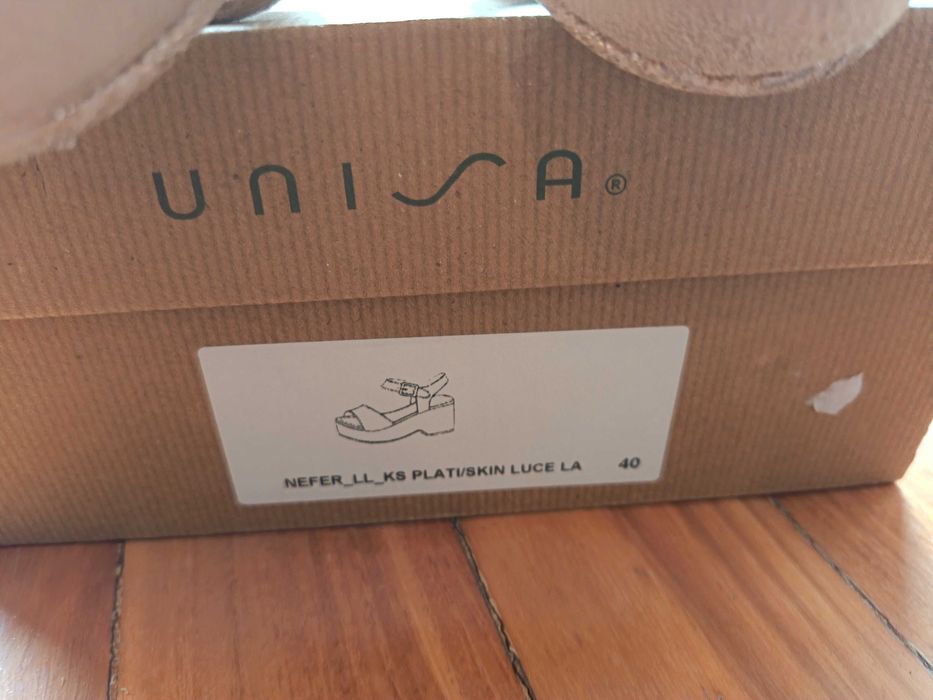 UNISA®
NEFER_LL_KS PLATI/SKIN LUCE LA 40